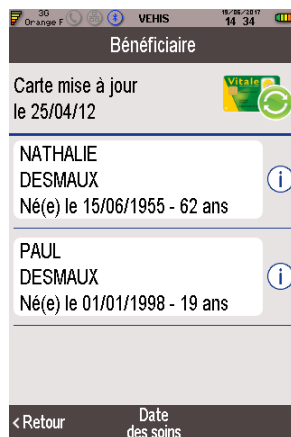 3G
Orange F
VEHIS
15/06/2017
14 34
Bénéficiaire
Carte mise à jour
le 25/04/12
Vitale
NATHALIE
DESMAUX
Né(e) le 15/06/1955 - 62 ans
i
PAUL
DESMAUX
Né(e) le 01/01/1998 - 19 ans
i
< Retour
Date
des soins